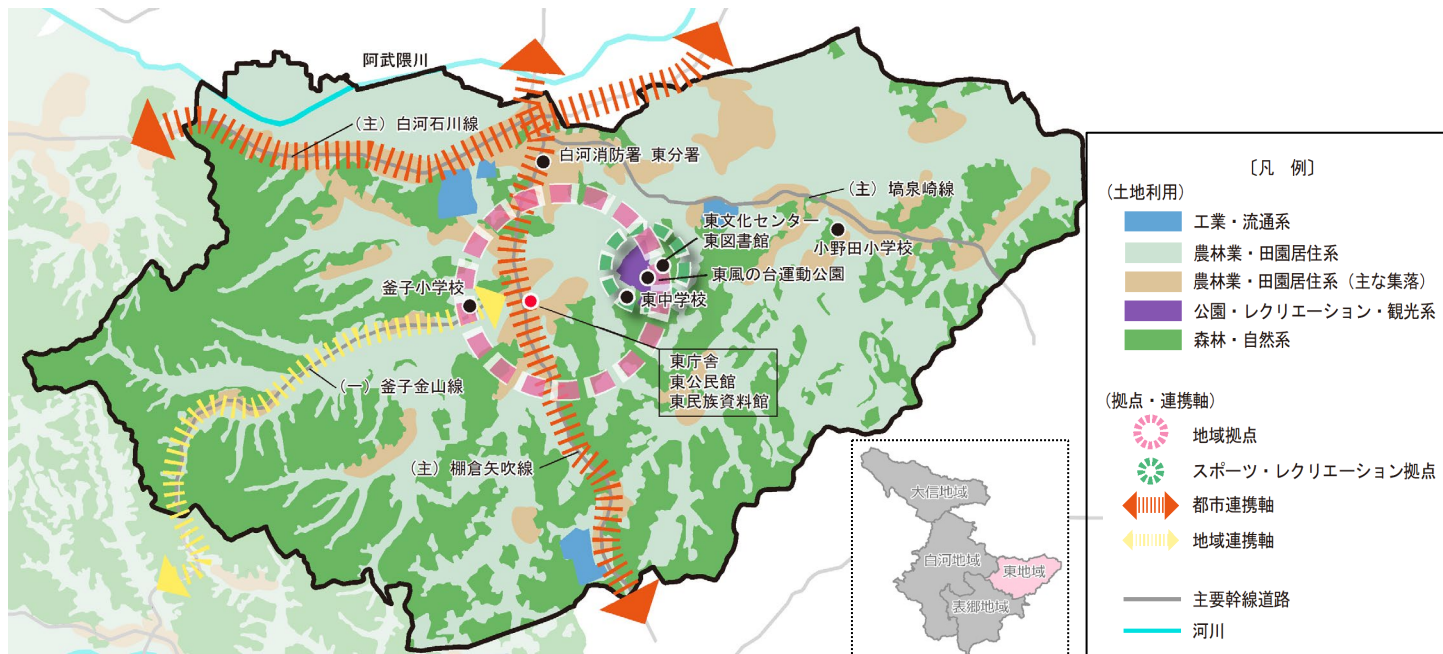 阿武隈川
(主)白河石川線
白河消防署 東分署
(主)塙泉崎線
東文化センター
東図書館
小野田小学校
東風の台運動公園
釜子小学校
東中学校
東庁舎
東公民館
東民族資料館
(一)釜子金山線
(主)棚倉矢吹線
〔凡 例〕
(土地利用)
工業・流通系
農林業・田園居住系
農林業・田園居住系(主な集落)
公園・レクリエーション・観光系
森林・自然系
(拠点・連携軸)
地域拠点
スポーツ・レクリエーション拠点
都市連携軸
地域連携軸
主要幹線道路
河川
大信地域
白河地域
東地域
表郷地域